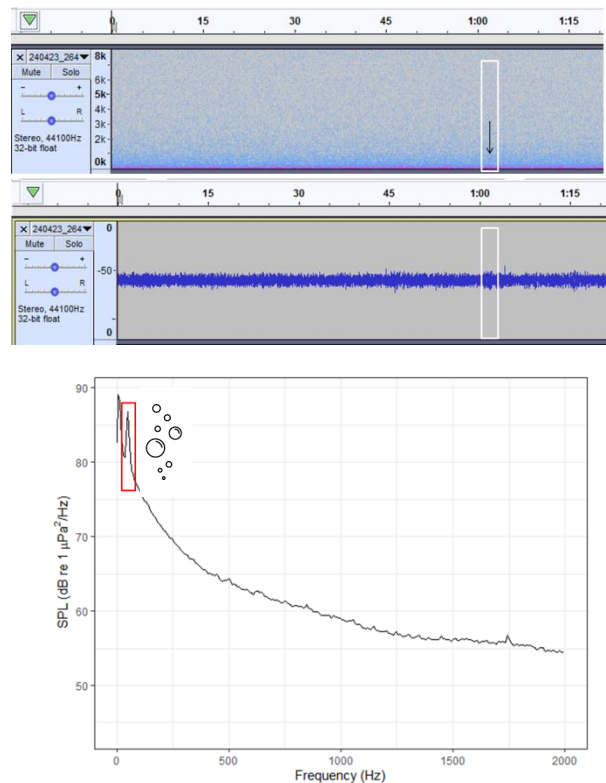 0 15 30 45 1:00 1:15
× 240423_264▼ 8k
Mute Solo 6k
- + 5k
4k
L R 3k
2k
Stereo, 44100Hz
32-bit float 0k
0 15 30 45 1:00 1:15
× 240423_264▼ 0
Mute Solo
- + -50
L R
Stereo, 44100Hz
32-bit float 0
90
80
70
60
50
SPL (dB re 1 µPa²/Hz)
0 500 1000 1500 2000
Frequency (Hz)